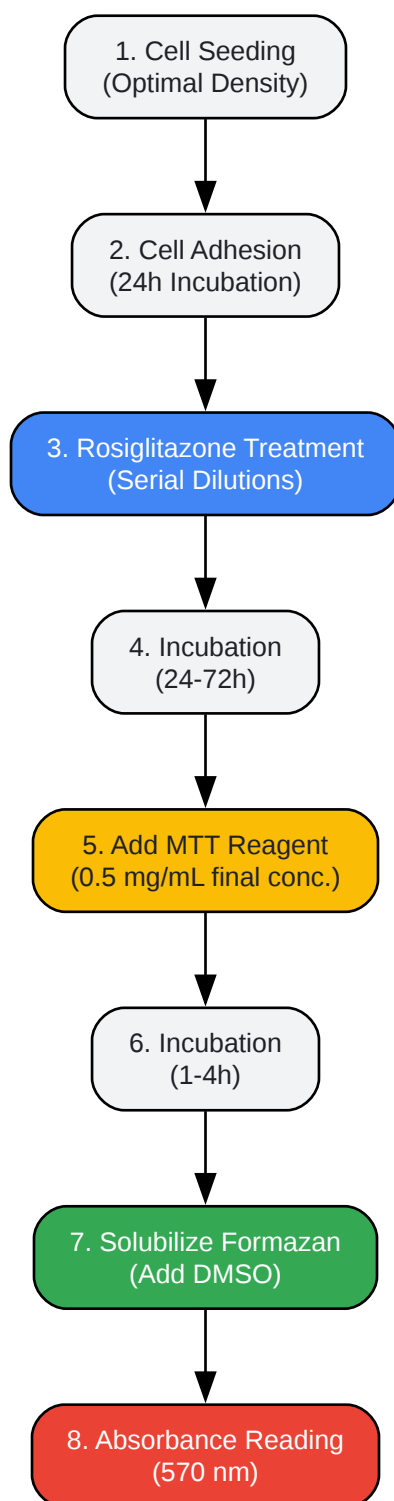 1. Cell Seeding
(Optimal Density)
2. Cell Adhesion
(24h Incubation)
3. Rosiglitazone Treatment
(Serial Dilutions)
4. Incubation
(24-72h)
5. Add MTT Reagent
(0.5 mg/mL final conc.)
6. Incubation
(1-4h)
7. Solubilize Formazan
(Add DMSO)
8. Absorbance Reading
(570 nm)